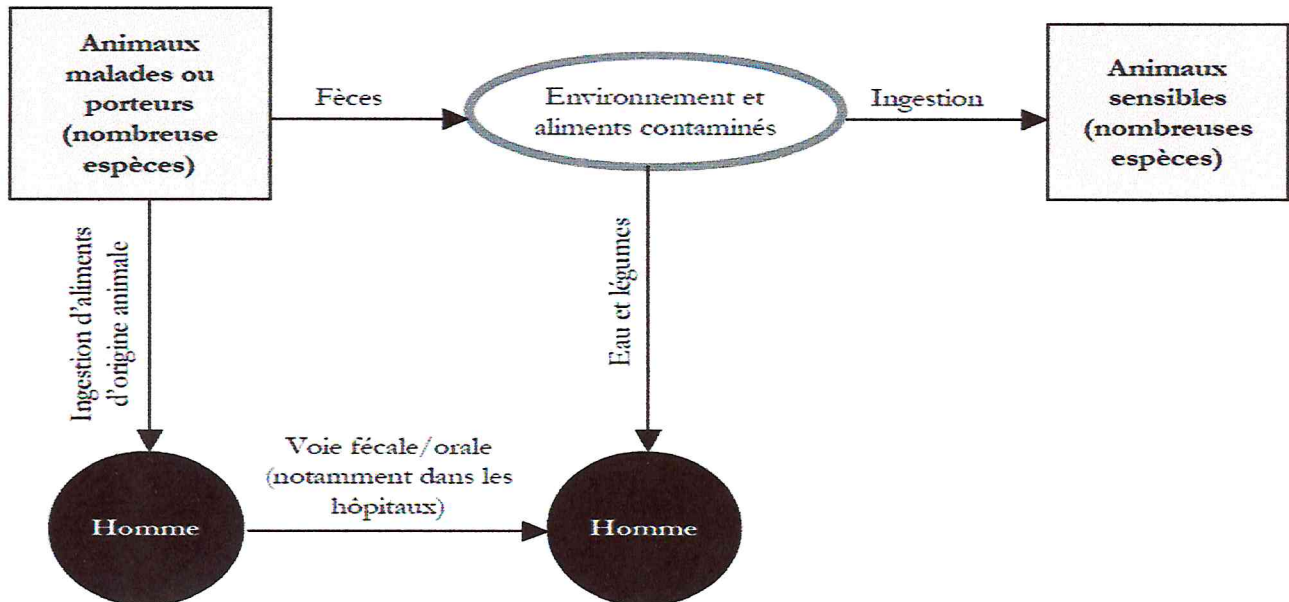 Animaux
malades ou
porteurs
(nombreuse
espèces)
Fèces
Environnement et
aliments contaminés
Ingestion
Animaux
sensibles
(nombreuses
espèces)
Ingestion d'aliments
d'origine animale
Eau et légumes
Voie fécale/orale
(notamment dans les
hôpitaux)
Homme
Homme